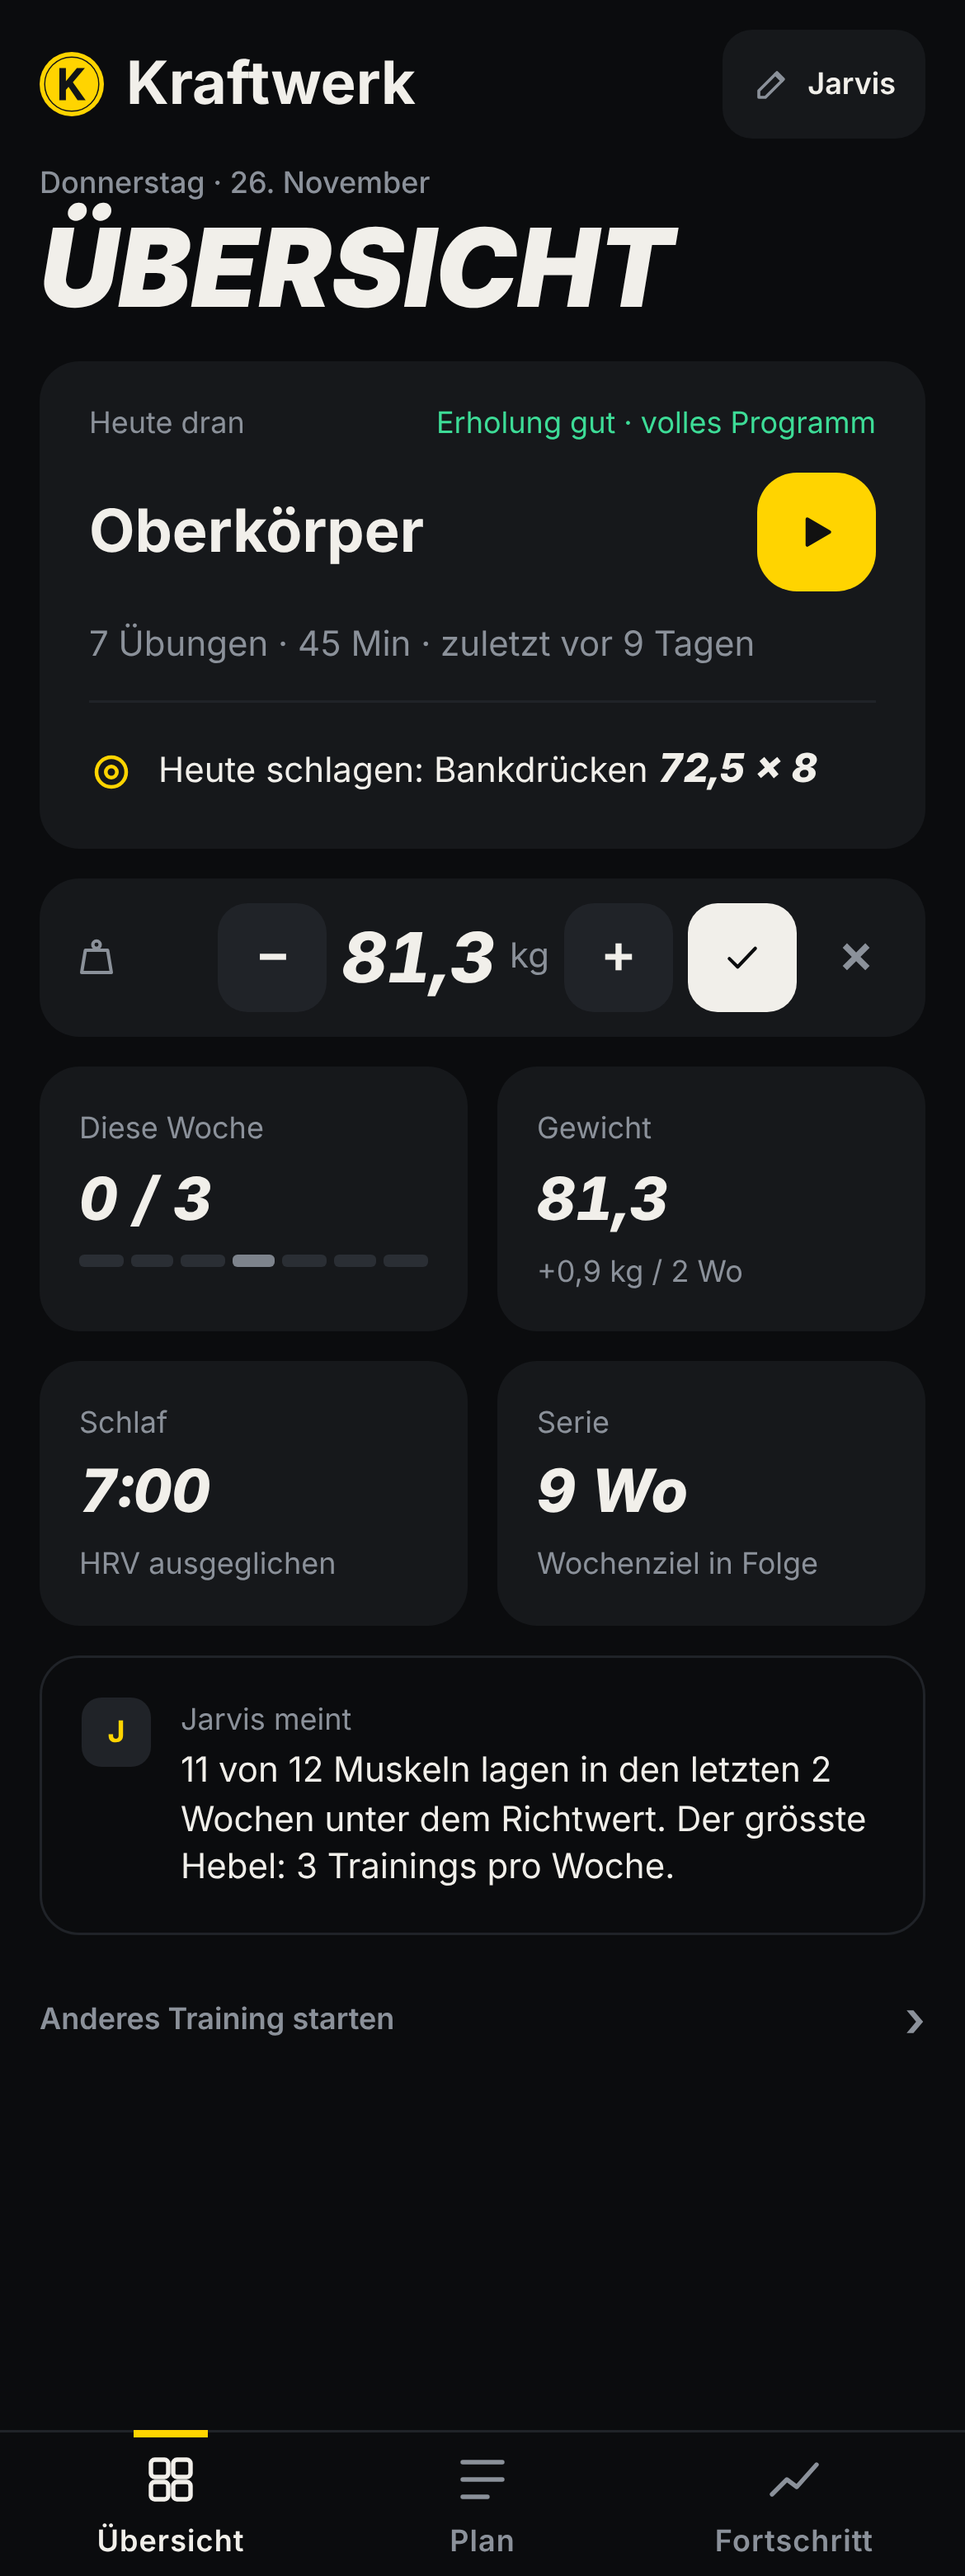 K Kraftwerk
Jarvis
Donnerstag · 26. November
ÜBERSICHT
Heute dran
Erholung gut · volles Programm
Oberkörper
7 Übungen · 45 Min · zuletzt vor 9 Tagen
Heute schlagen: Bankdrücken 72,5 × 8
− 81,3 kg + ✓ ×
Diese Woche
0 / 3
Gewicht
81,3
+0,9 kg / 2 Wo
Schlaf
7:00
HRV ausgeglichen
Serie
9 Wo
Wochenziel in Folge
J
Jarvis meint
11 von 12 Muskeln lagen in den letzten 2
Wochen unter dem Richtwert. Der grösste
Hebel: 3 Trainings pro Woche.
Anderes Training starten ›
Übersicht
Plan
Fortschritt